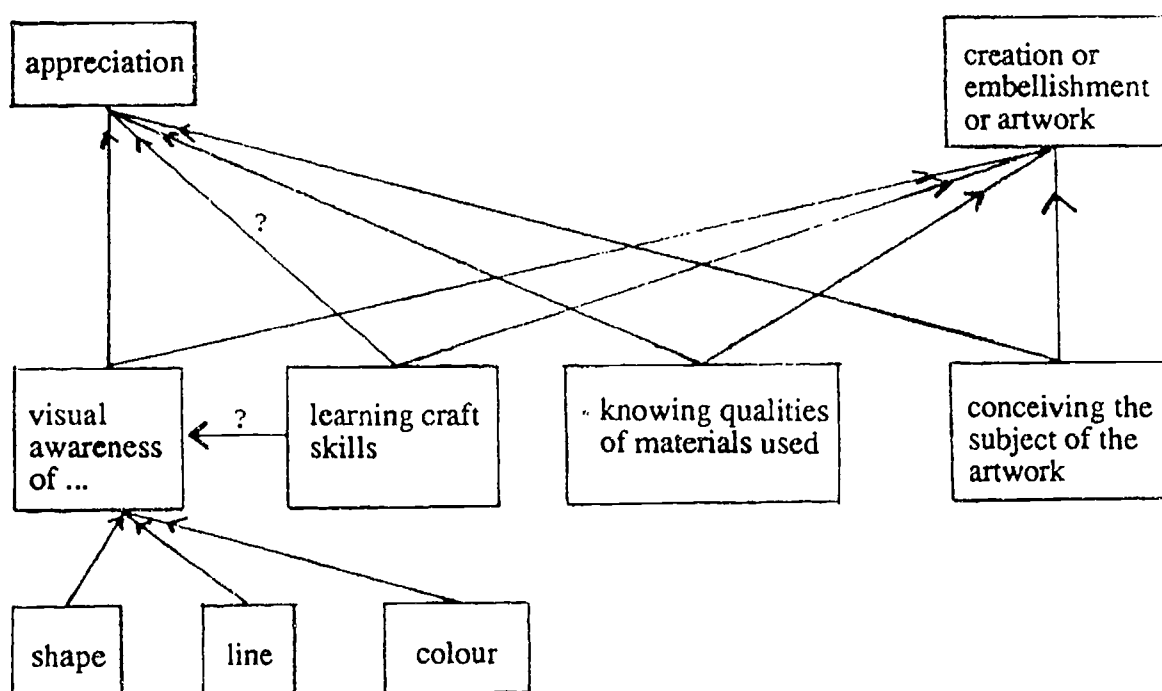 appreciation
creation or
embellishment
or artwork
?
visual
awareness
of ...
?
learning craft
skills
knowing qualities
of materials used
conceiving the
subject of the
artwork
shape
line
colour